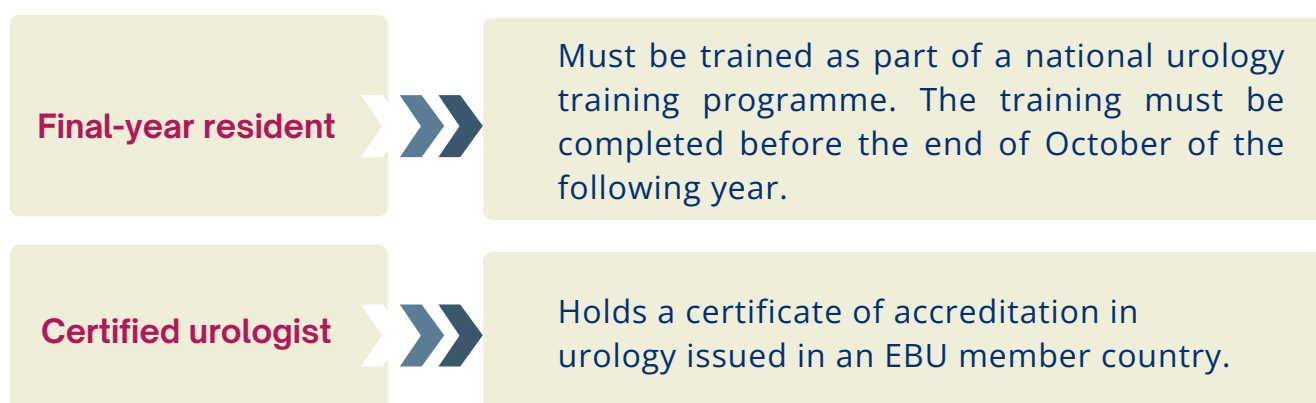 Final-year resident
Must be trained as part of a national urology
training programme. The training must be
completed before the end of October of the
following year.
Certified urologist
Holds a certificate of accreditation in
urology issued in an EBU member country.